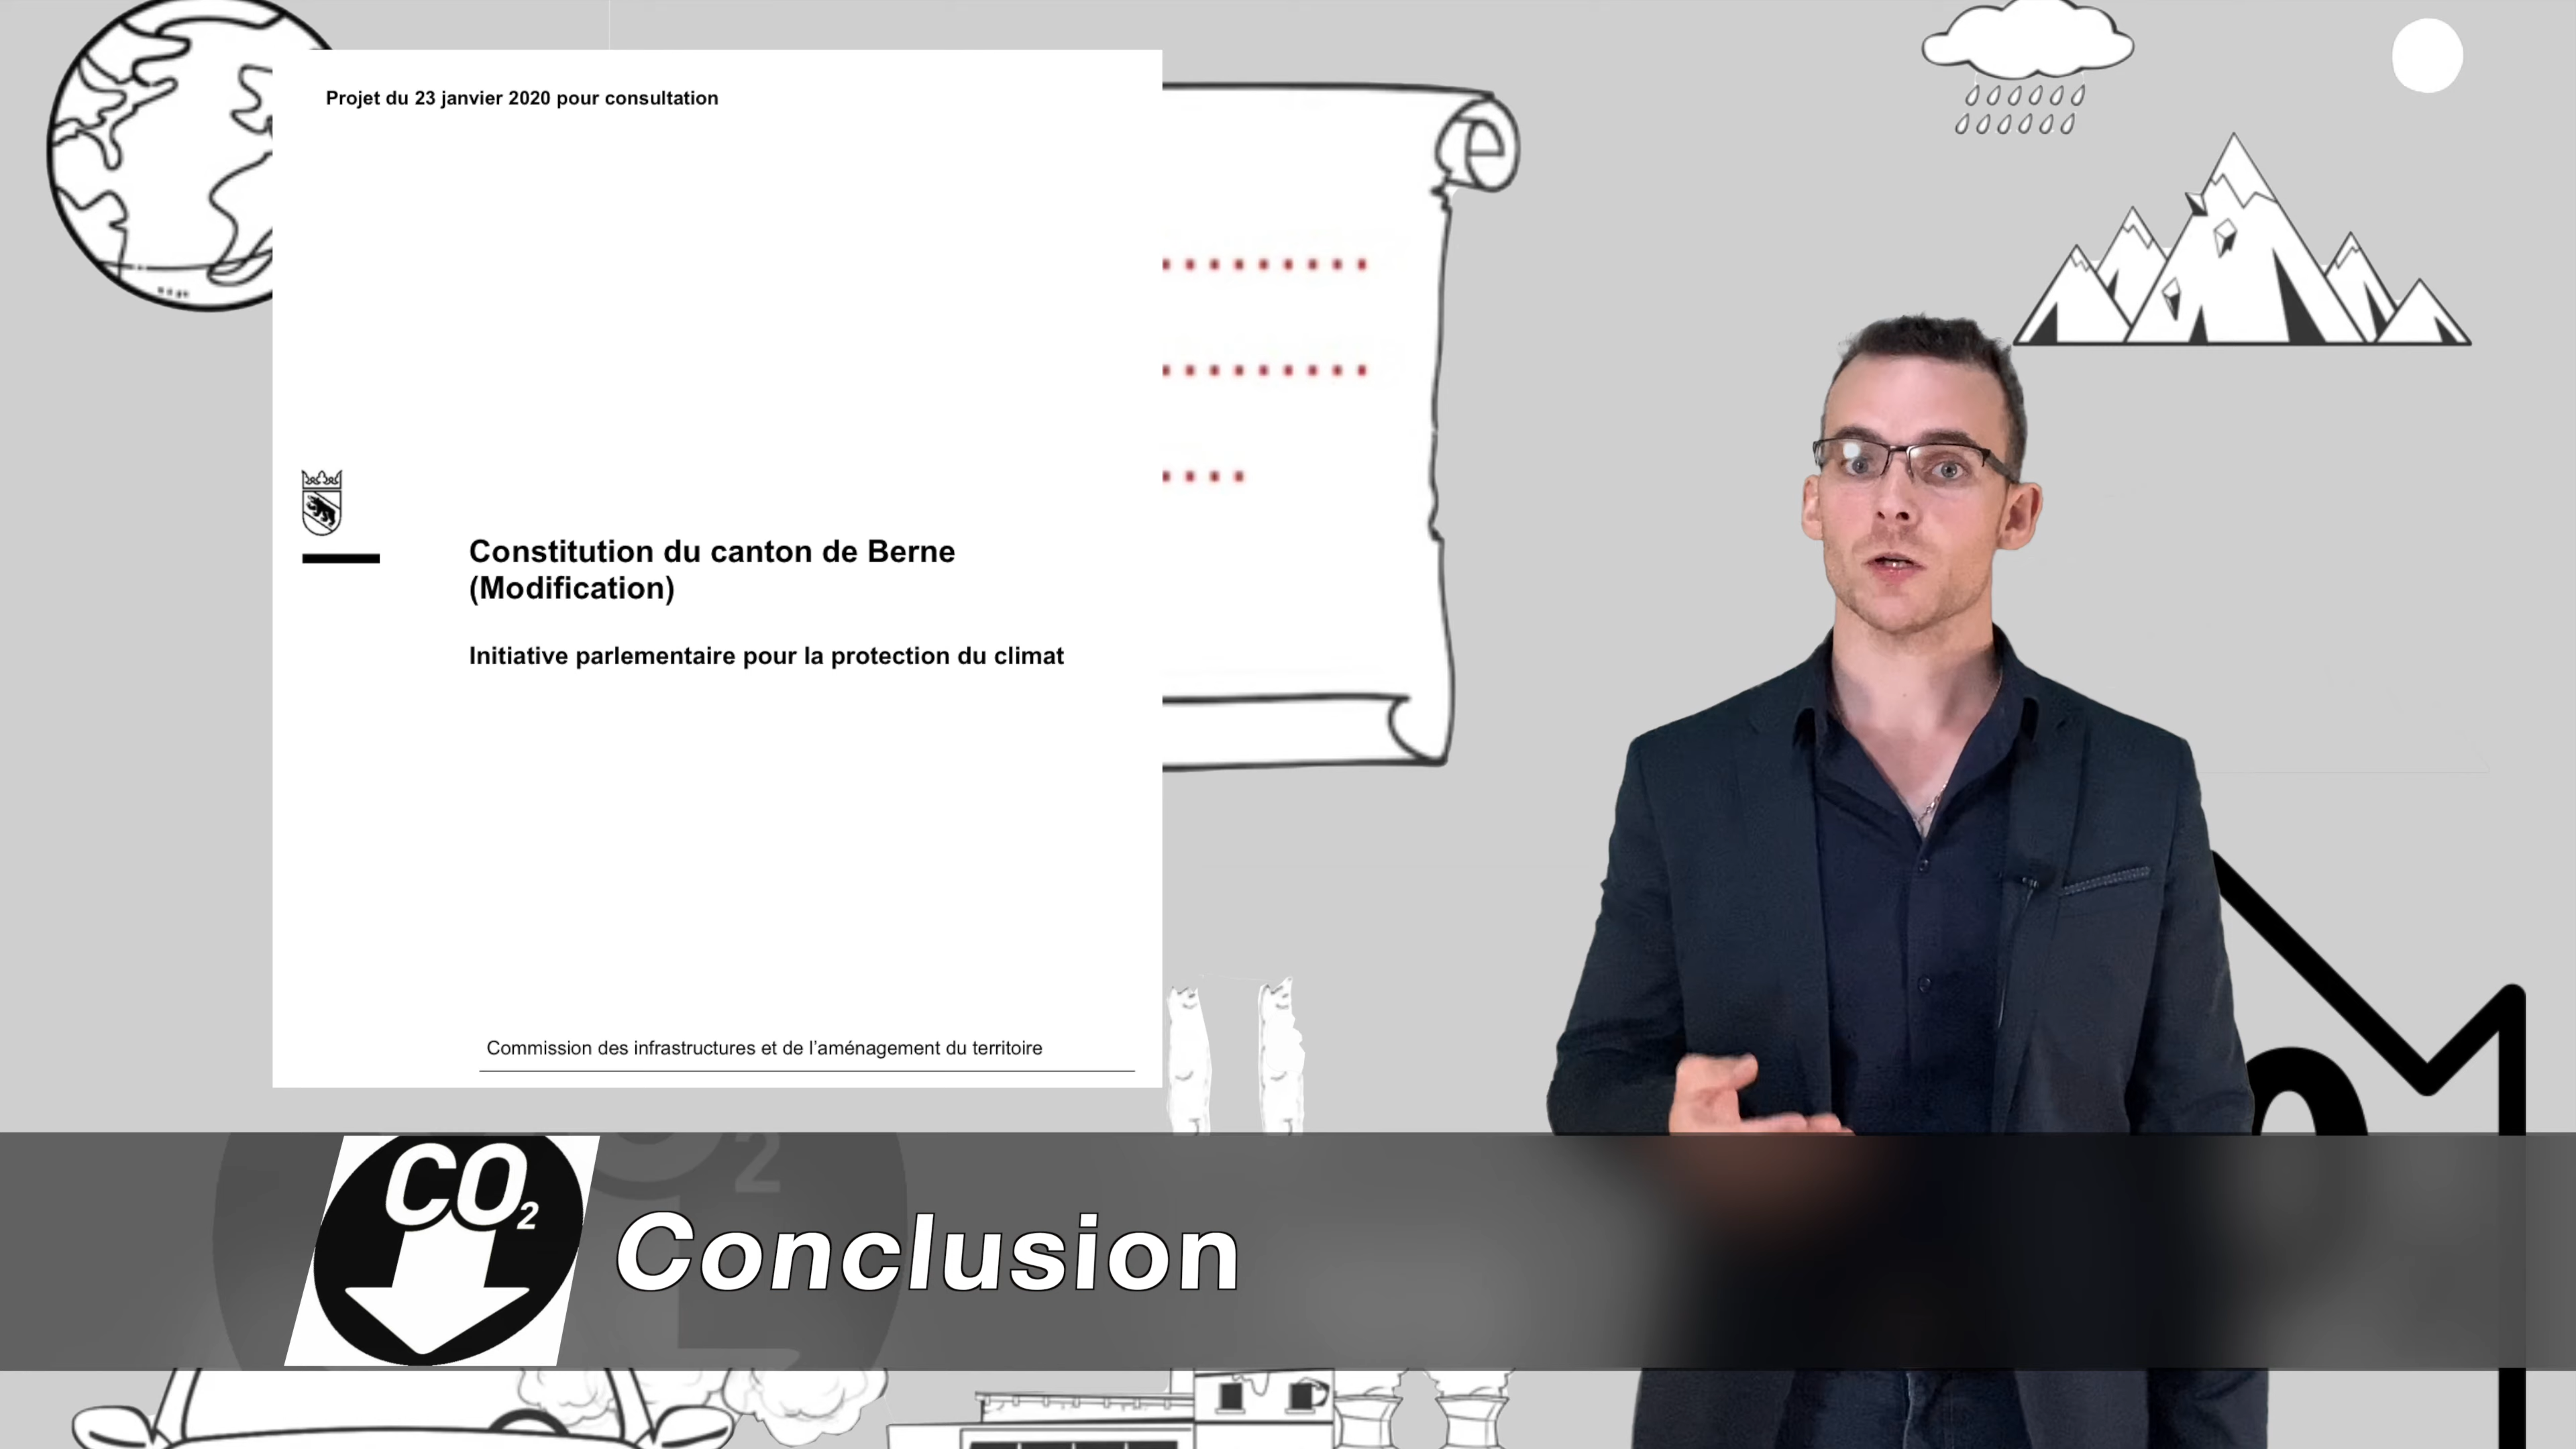 Projet du 23 janvier 2020 pour consultation
Constitution du canton de Berne
(Modification)
Initiative parlementaire pour la protection du climat
Commission des infrastructures et de l'aménagement du territoire
CO2
Conclusion